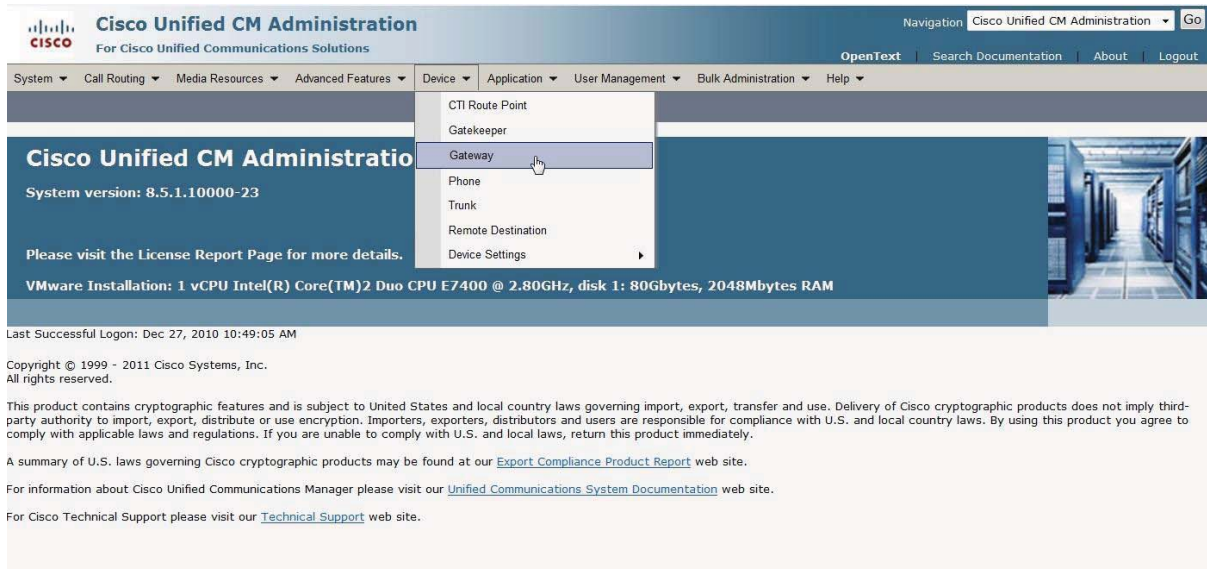 CISCO
Cisco Unified CM Administration
For Cisco Unified Communications Solutions
Navigation Cisco Unified CM Administration Go
OpenText Search Documentation About Logout
System Call Routing Media Resources Advanced Features Device Application User Management Bulk Administration Help
CTI Route Point
Gatekeeper
Gateway
Phone
Trunk
Remote Destination
Device Settings
Cisco Unified CM Administratio
System version: 8.5.1.10000-23
Please visit the License Report Page for more details.
VMware Installation: 1 vCPU Intel(R) Core(TM)2 Duo CPU E7400 @ 2.80GHz, disk 1: 80Gbytes, 2048Mbytes RAM
Last Successful Logon: Dec 27, 2010 10:49:05 AM
Copyright © 1999 - 2011 Cisco Systems, Inc.
All rights reserved.
This product contains cryptographic features and is subject to United States and local country laws governing import, export, transfer and use. Delivery of Cisco cryptographic products does not imply third-
party authority to import, export, distribute or use encryption. Importers, exporters, distributors and users are responsible for compliance with U.S. and local country laws. By using this product you agree to
comply with applicable laws and regulations. If you are unable to comply with U.S. and local laws, return this product immediately.
A summary of U.S. laws governing Cisco cryptographic products may be found at our Export Compliance Product Report web site.
For information about Cisco Unified Communications Manager please visit our Unified Communications System Documentation web site.
For Cisco Technical Support please visit our Technical Support web site.